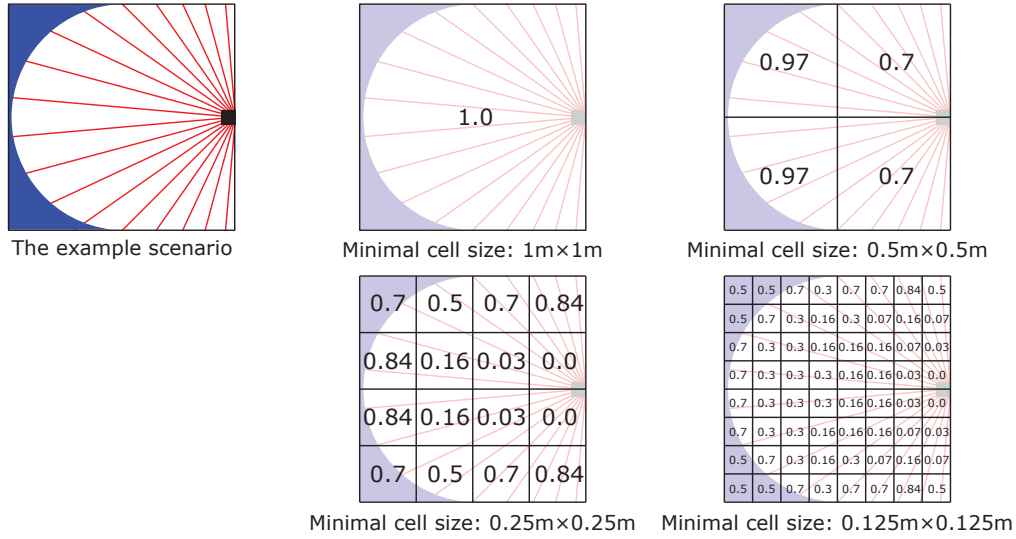 1.0
0.97 0.7
0.97 0.7
The example scenario
Minimal cell size: 1m×1m
Minimal cell size: 0.5m×0.5m
0.7 0.5 0.7 0.84
0.84 0.16 0.03 0.0
0.84 0.16 0.03 0.0
0.7 0.5 0.7 0.84
Minimal cell size: 0.25m×0.25m
0.5 0.5 0.7 0.3 0.7 0.7 0.84 0.5
0.5 0.7 0.3 0.16 0.3 0.07 0.16 0.07
0.7 0.3 0.3 0.16 0.16 0.16 0.07 0.03
0.7 0.3 0.3 0.3 0.16 0.16 0.03 0.0
0.7 0.3 0.3 0.3 0.16 0.16 0.03 0.0
0.7 0.3 0.3 0.16 0.16 0.16 0.07 0.03
0.5 0.7 0.3 0.16 0.3 0.07 0.16 0.07
0.5 0.5 0.7 0.3 0.7 0.7 0.84 0.5
Minimal cell size: 0.125m×0.125m